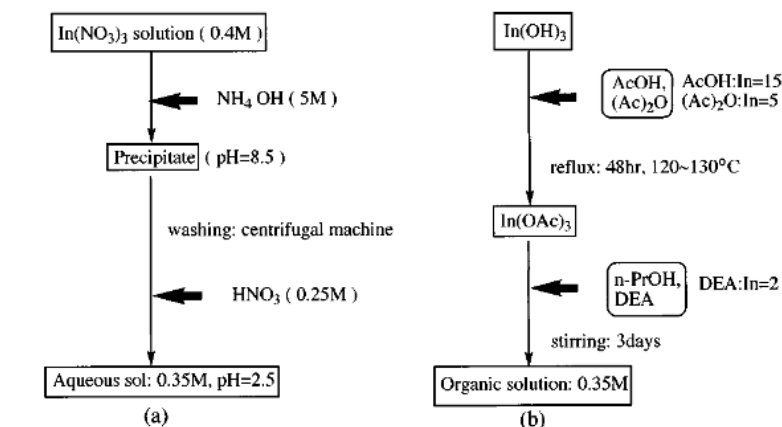 In(NO3)3 solution ( 0.4M )
NH4 OH ( 5M )
Precipitate ( pH=8.5 )
washing: centrifugal machine
HNO3 ( 0.25M )
Aqueous sol: 0.35M, pH=2.5
(a)
In(OH)3
AcOH, AcOH:In=15
(Ac)2O (Ac)2O:In=5
reflux: 48hr, 120~130°C
In(OAc)3
n-PrOH,
DEA DEA:In=2
stirring: 3days
Organic solution: 0.35M
(b)